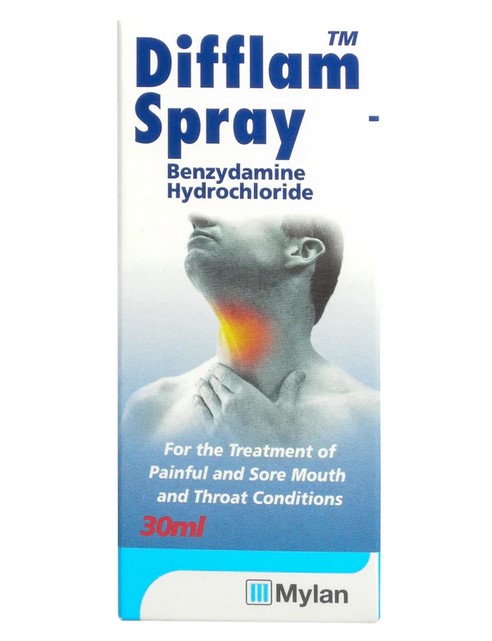 Difflam™
Spray
Benzydamine
Hydrochloride
For the Treatment of
Painful and Sore Mouth
and Throat Conditions
30ml
Mylan